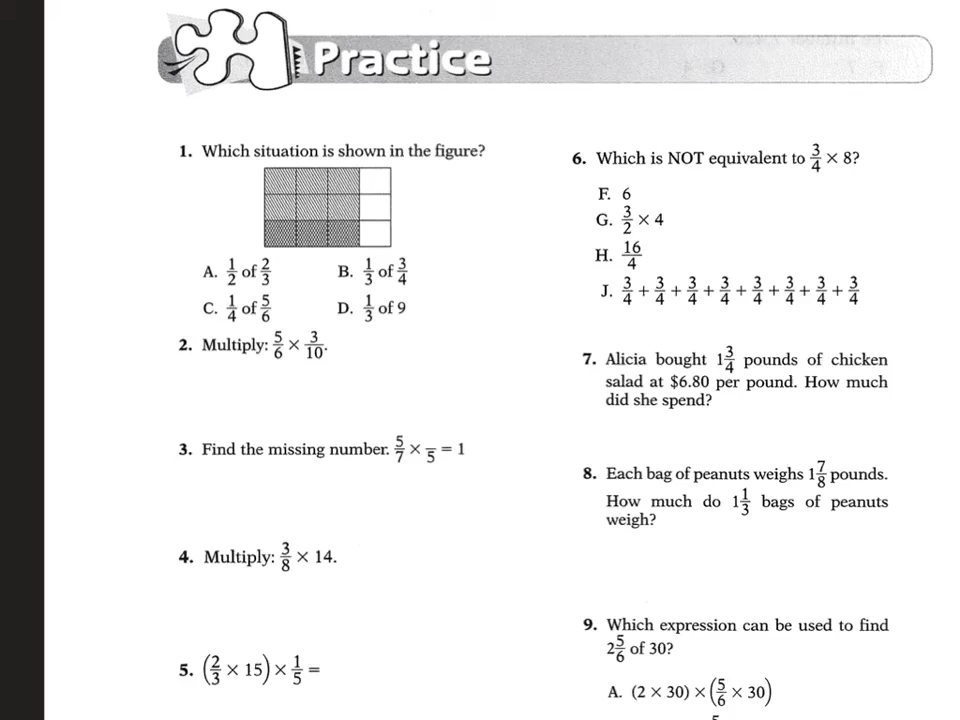 Practice
1. Which situation is shown in the figure?
A. 1/2 of 2/3
B. 1/3 of 3/4
C. 1/4 of 5/6
D. 1/3 of 9
2. Multiply: 5/6 × 3/10.
3. Find the missing number. 5/7 × _/5 = 1
4. Multiply: 3/8 × 14.
5. (2/3 × 15) × 1/5 =
6. Which is NOT equivalent to 3/4 × 8?
F. 6
G. 3/2 × 4
H. 16/4
J. 3/4 + 3/4 + 3/4 + 3/4 + 3/4 + 3/4 + 3/4 + 3/4
7. Alicia bought 1 3/4 pounds of chicken
salad at $6.80 per pound. How much
did she spend?
8. Each bag of peanuts weighs 1 7/8 pounds.
How much do 1 1/3 bags of peanuts
weigh?
9. Which expression can be used to find
2 5/6 of 30?
A. (2 × 30) × (5/6 × 30)